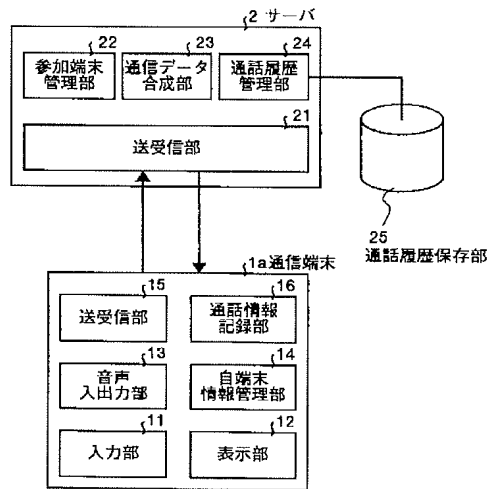 2 サーバ
22
23
24
参加端末
管理部
通信データ
合成部
通話履歴
管理部
21
送受信部
25
通話履歴保存部
1a通信端末
15
16
送受信部
通話情報
記録部
13
14
音声
入出力部
自端末
情報管理部
11
12
入力部
表示部